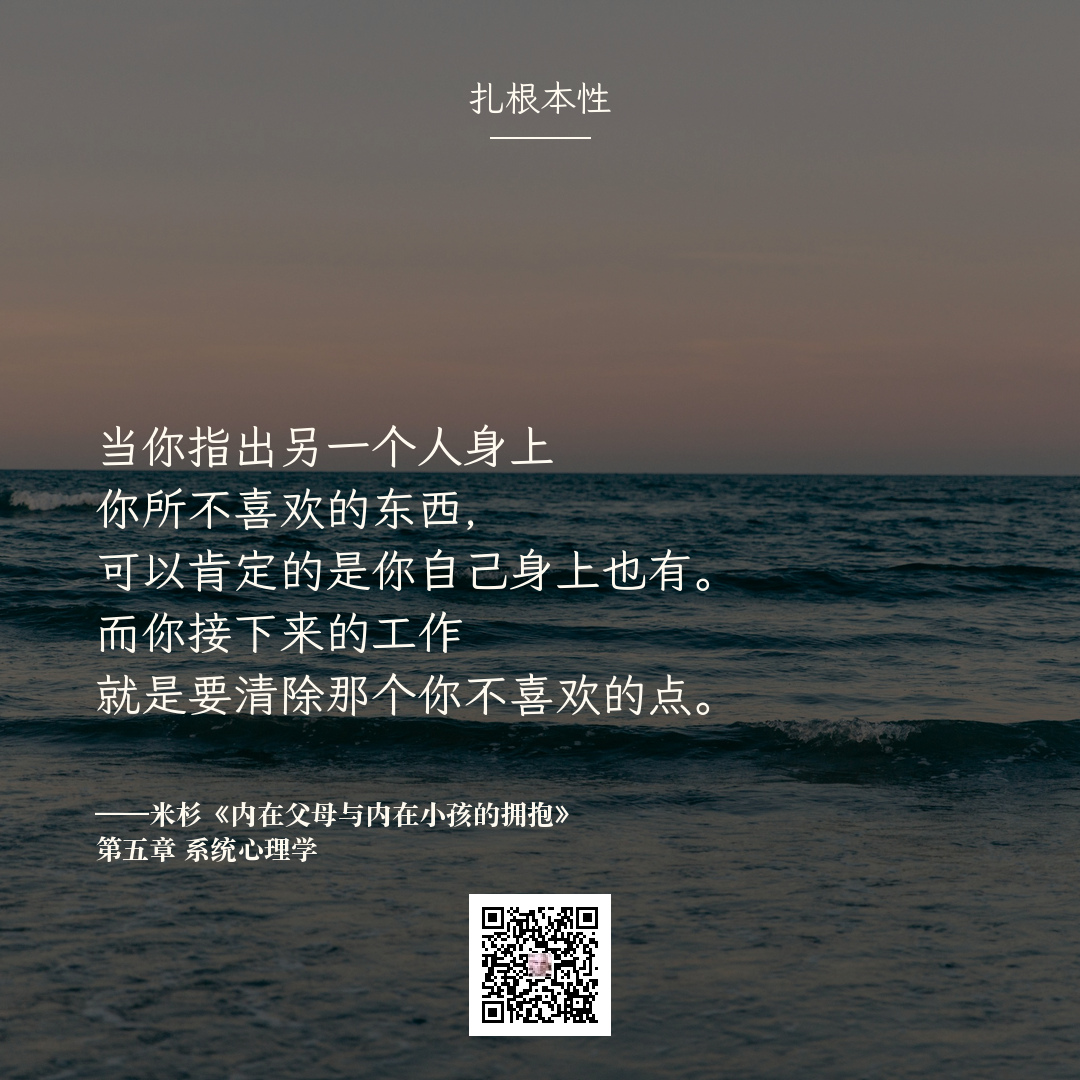 扎根本性
当你指出另一个人身上
你所不喜欢的东西,
可以肯定的是你自己身上也有。
而你接下来的工作
就是要清除那个你不喜欢的点。
——米杉《内在父母与内在小孩的拥抱》
第五章 系统心理学